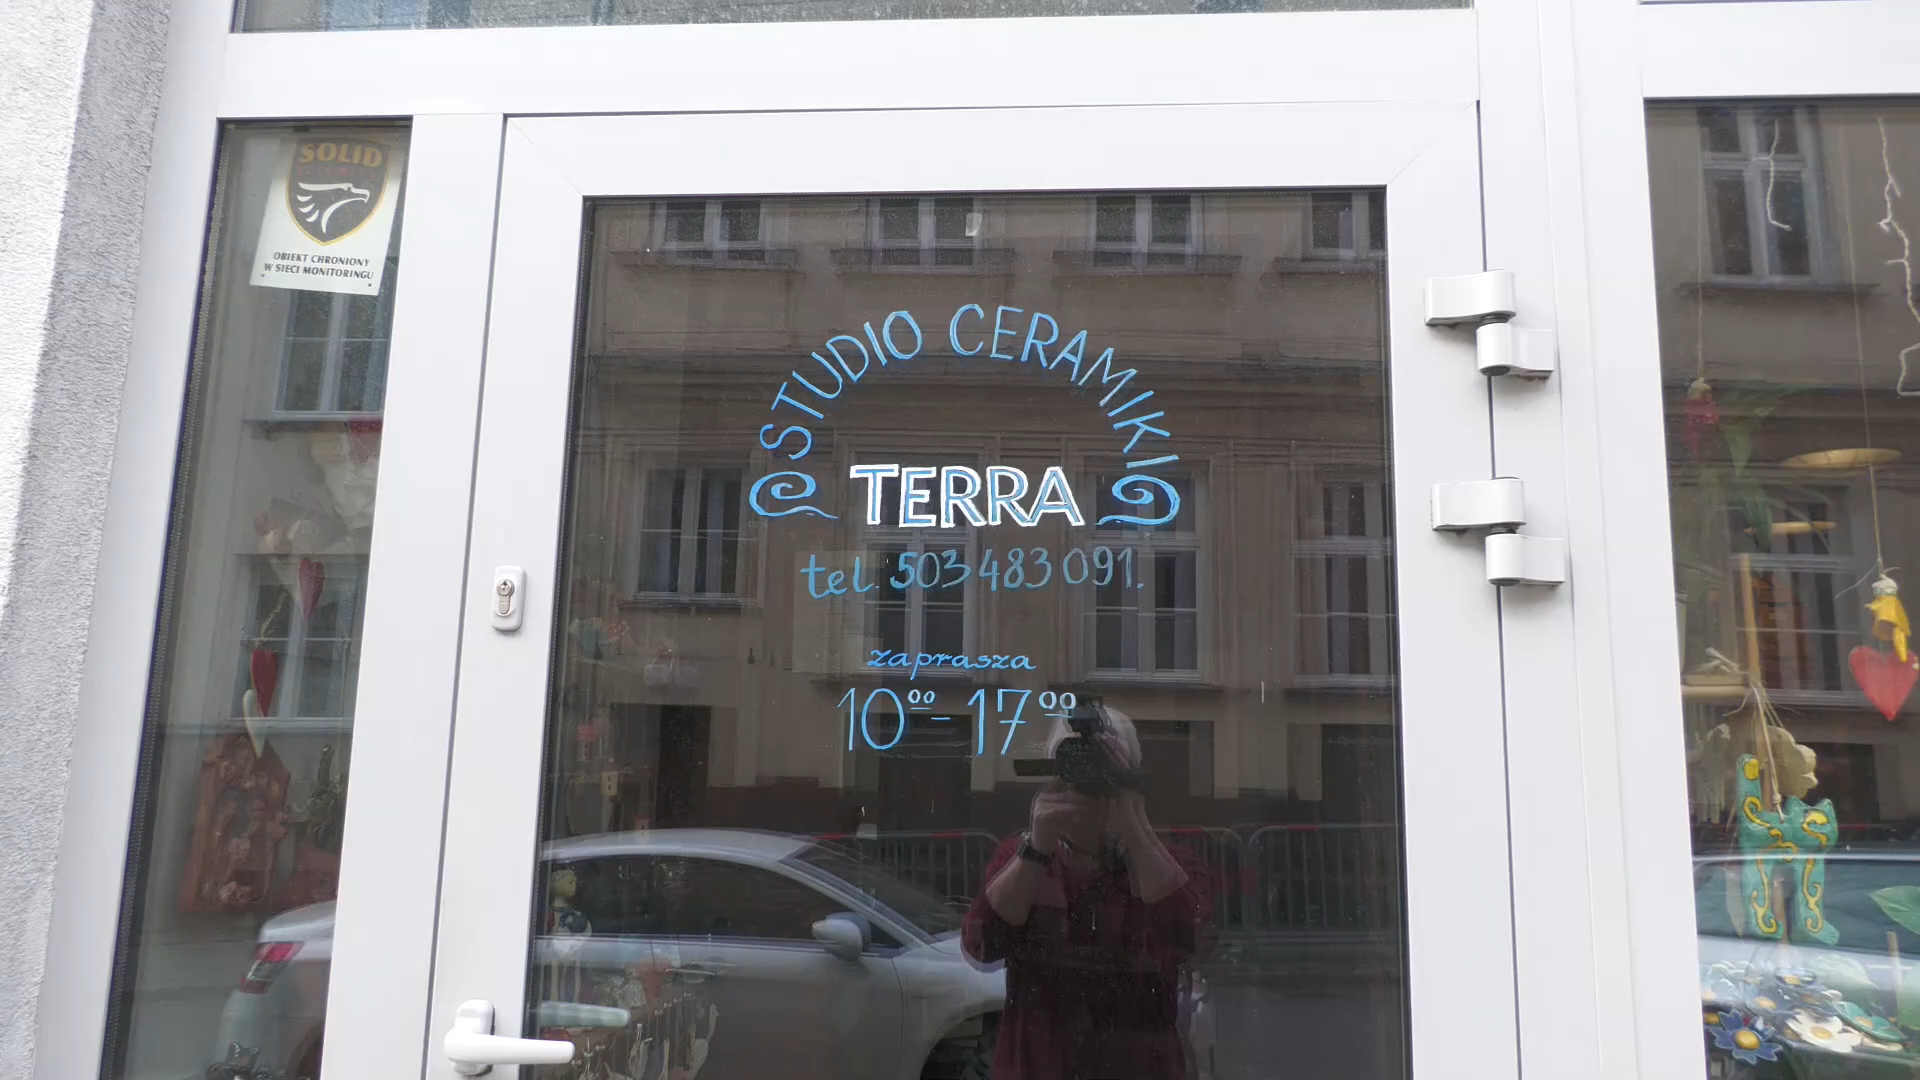 SOLID
OBIEKT CHRONIONY
W SIECI MONITORINGU
STUDIO CERAMIKI
TERRA
tel. 503 483 091.
zaprasza
10⁰⁰ - 17⁰⁰